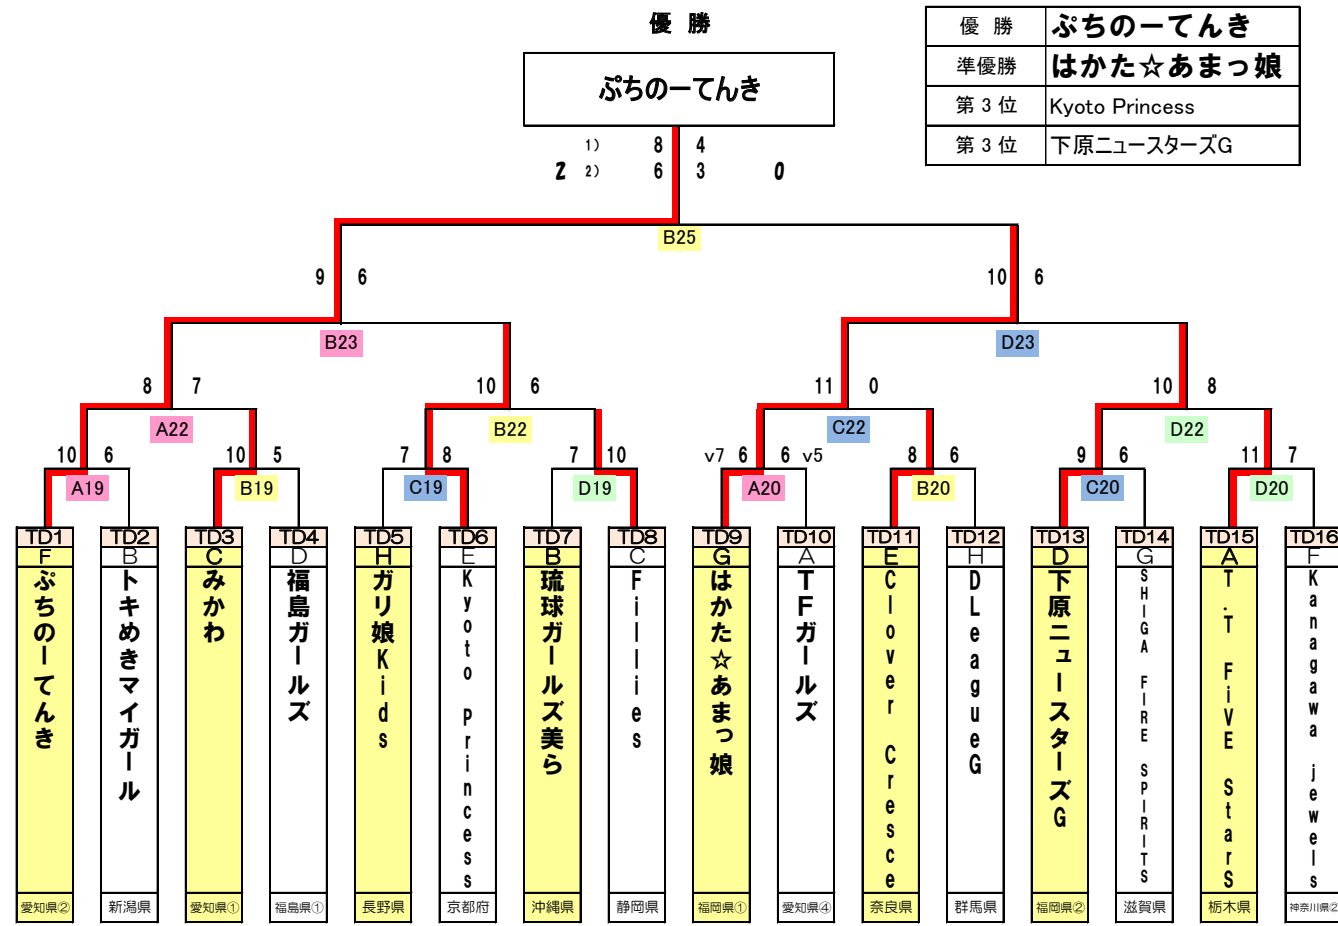 優 勝
ぷちのーてんき
優 勝 ぷちのーてんき
準優勝 はかた☆あまっ娘
第 3 位 Kyoto Princess
第 3 位 下原ニュースターズG
1) 8 4
2 2) 6 3 0
B25
9 6 10 6
B23 D23
8 7 10 6 11 0 10 8
A22 B22 C22 D22
10 6 10 5 7 8 7 10 v7 6 6 v5 8 6 9 6 11 7
A19 B19 C19 D19 A20 B20 C20 D20
TD1 TD2 TD3 TD4 TD5 TD6 TD7 TD8 TD9 TD10 TD11 TD12 TD13 TD14 TD15 TD16
F B C D H E B C G A E H D G A F
ぷちのーてんき
トキめきマイガール
みかわ
福島ガールズ
ガリ娘Kids
Kyoto Princess
琉球ガールズ美ら
Fillies
はかた☆あまっ娘
TFガールズ
Clover Cresce
DLeagueG
下原ニュースターズG
SHIGA FIRE SPIRITS
T.T FiVE StarS
Kanagawa jewels
愛知県② 新潟県 愛知県① 福島県① 長野県 京都府 沖縄県 静岡県 福岡県① 愛知県④ 奈良県 群馬県 福岡県② 滋賀県 栃木県 神奈川県②